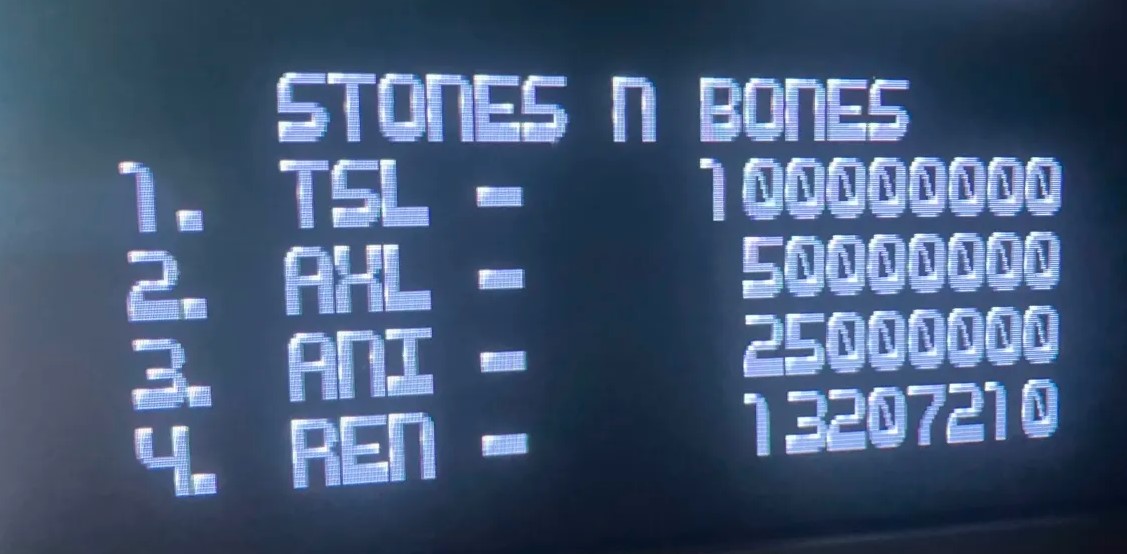 STONES N BONES
1. TSL - 100000000
2. AXL - 50000000
3. ANI - 25000000
4. REN - 13207210